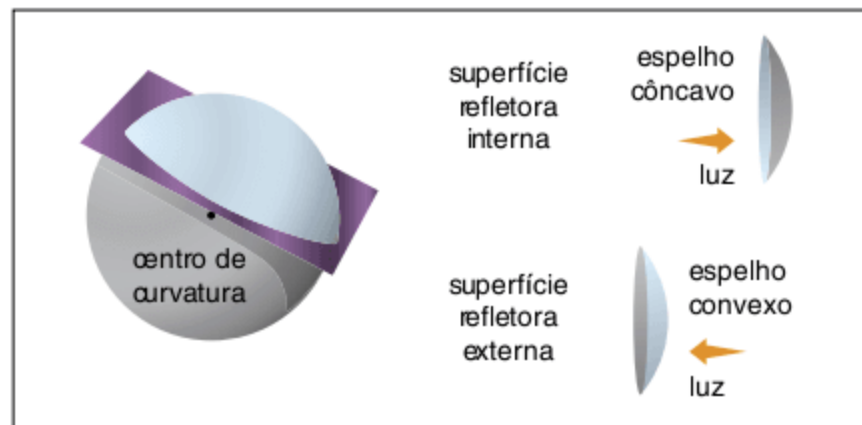 centro de
curvatura
superfície
refletora
interna
espelho
côncavo
luz
superfície
refletora
externa
espelho
convexo
luz